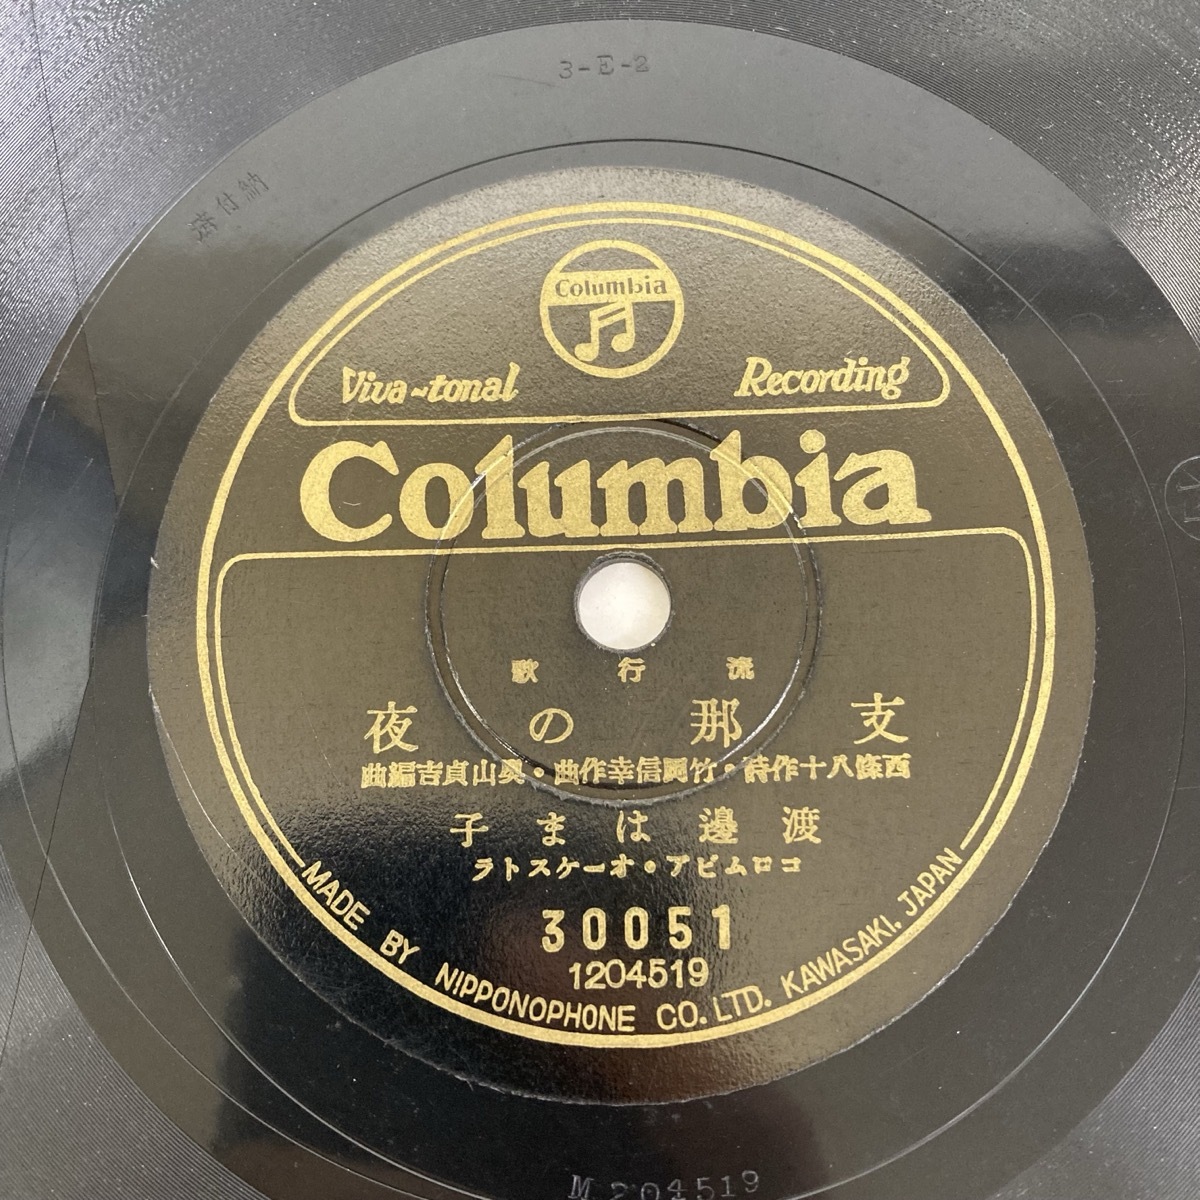 3-E-2
納付済
Columbia
Viva-tonal Recording
Columbia
流行歌
支那の夜
西條八十作詩・竹岡信幸作曲・奥山貞吉編曲
渡邊はま子
コロムビア・オーケストラ
30051
1204519
MADE BY NIPPONOPHONE CO. LTD. KAWASAKI, JAPAN
M204519